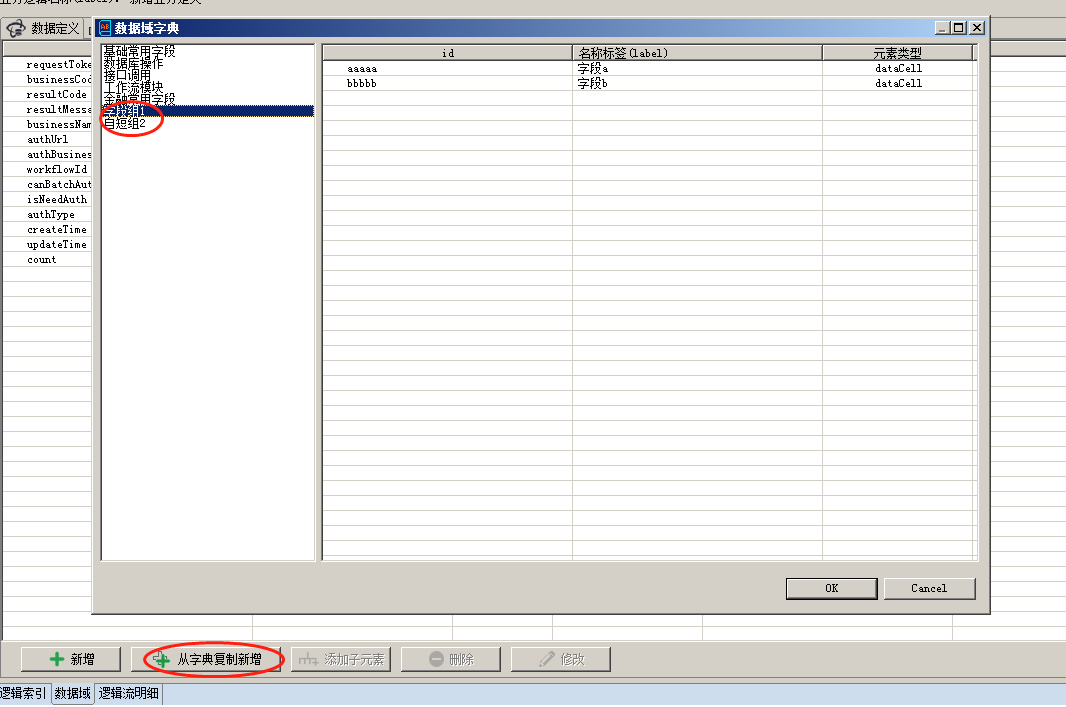 数据定义
数据域字典
requestToke
businessCod
resultCode
resultMessa
businessNam
authUrl
authBusines
workflowId
canBatchAut
isNeedAuth
authType
createTime
updateTime
count
基础常用字段
数据库操作
接口调用
工作流模块
金融常用字段
字段组1
自短组2
id 名称标签(label) 元素类型
aaaaa 字段a dataCell
bbbbb 字段b dataCell
OK Cancel
新增 从字典复制新增 添加子元素 删除 修改
逻辑索引 数据域 逻辑流明细